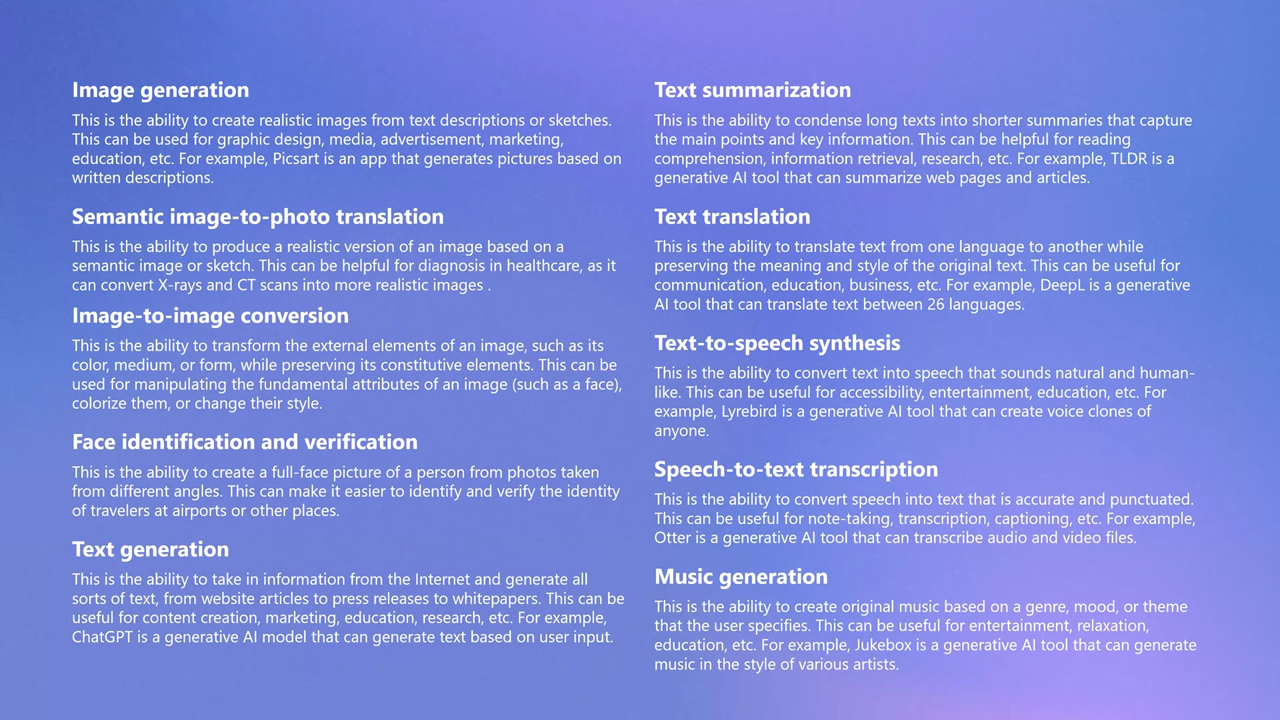 Image generation
This is the ability to create realistic images from text descriptions or sketches.
This can be used for graphic design, media, advertisement, marketing,
education, etc. For example, Picsart is an app that generates pictures based on
written descriptions.
Semantic image-to-photo translation
This is the ability to produce a realistic version of an image based on a
semantic image or sketch. This can be helpful for diagnosis in healthcare, as it
can convert X-rays and CT scans into more realistic images .
Image-to-image conversion
This is the ability to transform the external elements of an image, such as its
color, medium, or form, while preserving its constitutive elements. This can be
used for manipulating the fundamental attributes of an image (such as a face),
colorize them, or change their style.
Face identification and verification
This is the ability to create a full-face picture of a person from photos taken
from different angles. This can make it easier to identify and verify the identity
of travelers at airports or other places.
Text generation
This is the ability to take in information from the Internet and generate all
sorts of text, from website articles to press releases to whitepapers. This can be
useful for content creation, marketing, education, research, etc. For example,
ChatGPT is a generative AI model that can generate text based on user input.
Text summarization
This is the ability to condense long texts into shorter summaries that capture
the main points and key information. This can be helpful for reading
comprehension, information retrieval, research, etc. For example, TLDR is a
generative AI tool that can summarize web pages and articles.
Text translation
This is the ability to translate text from one language to another while
preserving the meaning and style of the original text. This can be useful for
communication, education, business, etc. For example, DeepL is a generative
AI tool that can translate text between 26 languages.
Text-to-speech synthesis
This is the ability to convert text into speech that sounds natural and human-
like. This can be useful for accessibility, entertainment, education, etc. For
example, Lyrebird is a generative AI tool that can create voice clones of
anyone.
Speech-to-text transcription
This is the ability to convert speech into text that is accurate and punctuated.
This can be useful for note-taking, transcription, captioning, etc. For example,
Otter is a generative AI tool that can transcribe audio and video files.
Music generation
This is the ability to create original music based on a genre, mood, or theme
that the user specifies. This can be useful for entertainment, relaxation,
education, etc. For example, Jukebox is a generative AI tool that can generate
music in the style of various artists.